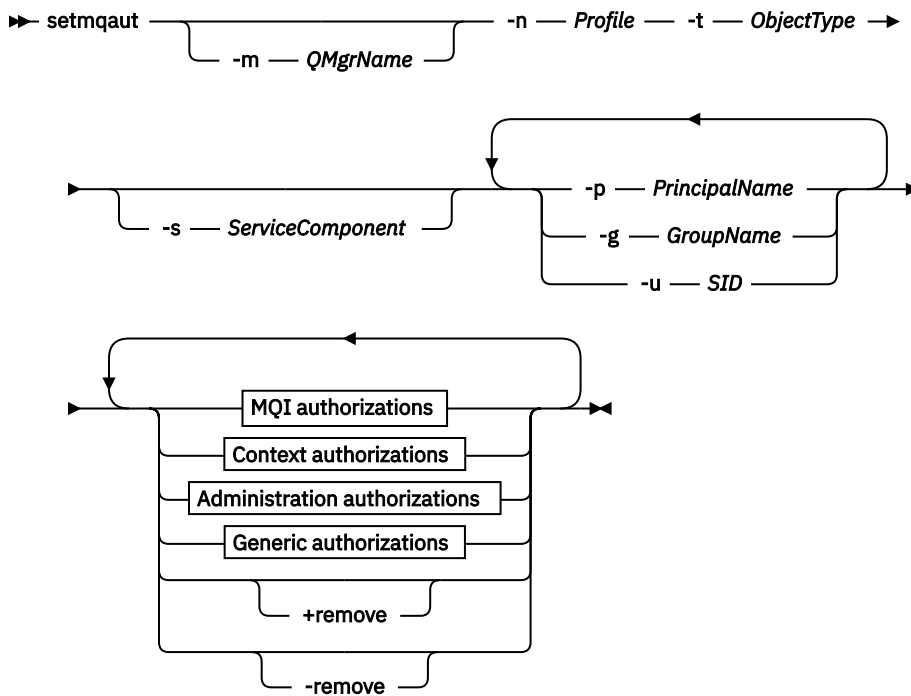 setmqaut -n Profile -t ObjectType
-m QMgrName
-p PrincipalName
-s ServiceComponent
-g GroupName
-u SID
MQI authorizations
Context authorizations
Administration authorizations
Generic authorizations
+remove
-remove